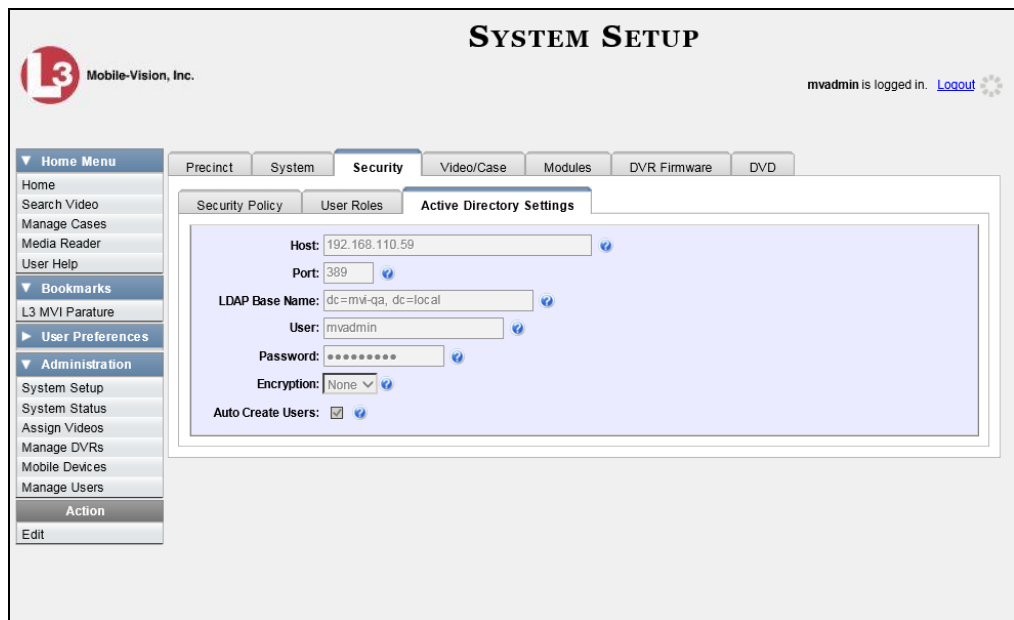 SYSTEM SETUP
L3 Mobile-Vision, Inc.
mvadmin is logged in. Logout
Home Menu
Home
Search Video
Manage Cases
Media Reader
User Help
Bookmarks
L3 MVI Parature
User Preferences
Administration
System Setup
System Status
Assign Videos
Manage DVRs
Mobile Devices
Manage Users
Action
Edit
Precinct System Security Video/Case Modules DVR Firmware DVD
Security Policy User Roles Active Directory Settings
Host: 192.168.110.59 ?
Port: 389 ?
LDAP Base Name: dc=mvi-qa, dc=local ?
User: mvadmin ?
Password: ●●●●●●●●● ?
Encryption: None ?
Auto Create Users: ?